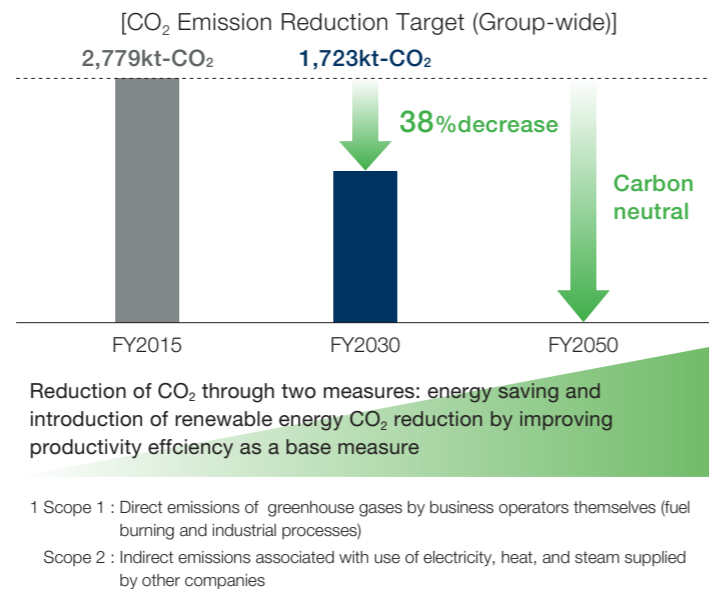 [CO₂ Emission Reduction Target (Group-wide)]
2,779kt-CO₂ 1,723kt-CO₂
38%decrease
Carbon
neutral
FY2015 FY2030 FY2050
Reduction of CO₂ through two measures: energy saving and
introduction of renewable energy CO₂ reduction by improving
productivity effciency as a base measure
1 Scope 1 : Direct emissions of greenhouse gases by business operators themselves (fuel
burning and industrial processes)
Scope 2 : Indirect emissions associated with use of electricity, heat, and steam supplied
by other companies